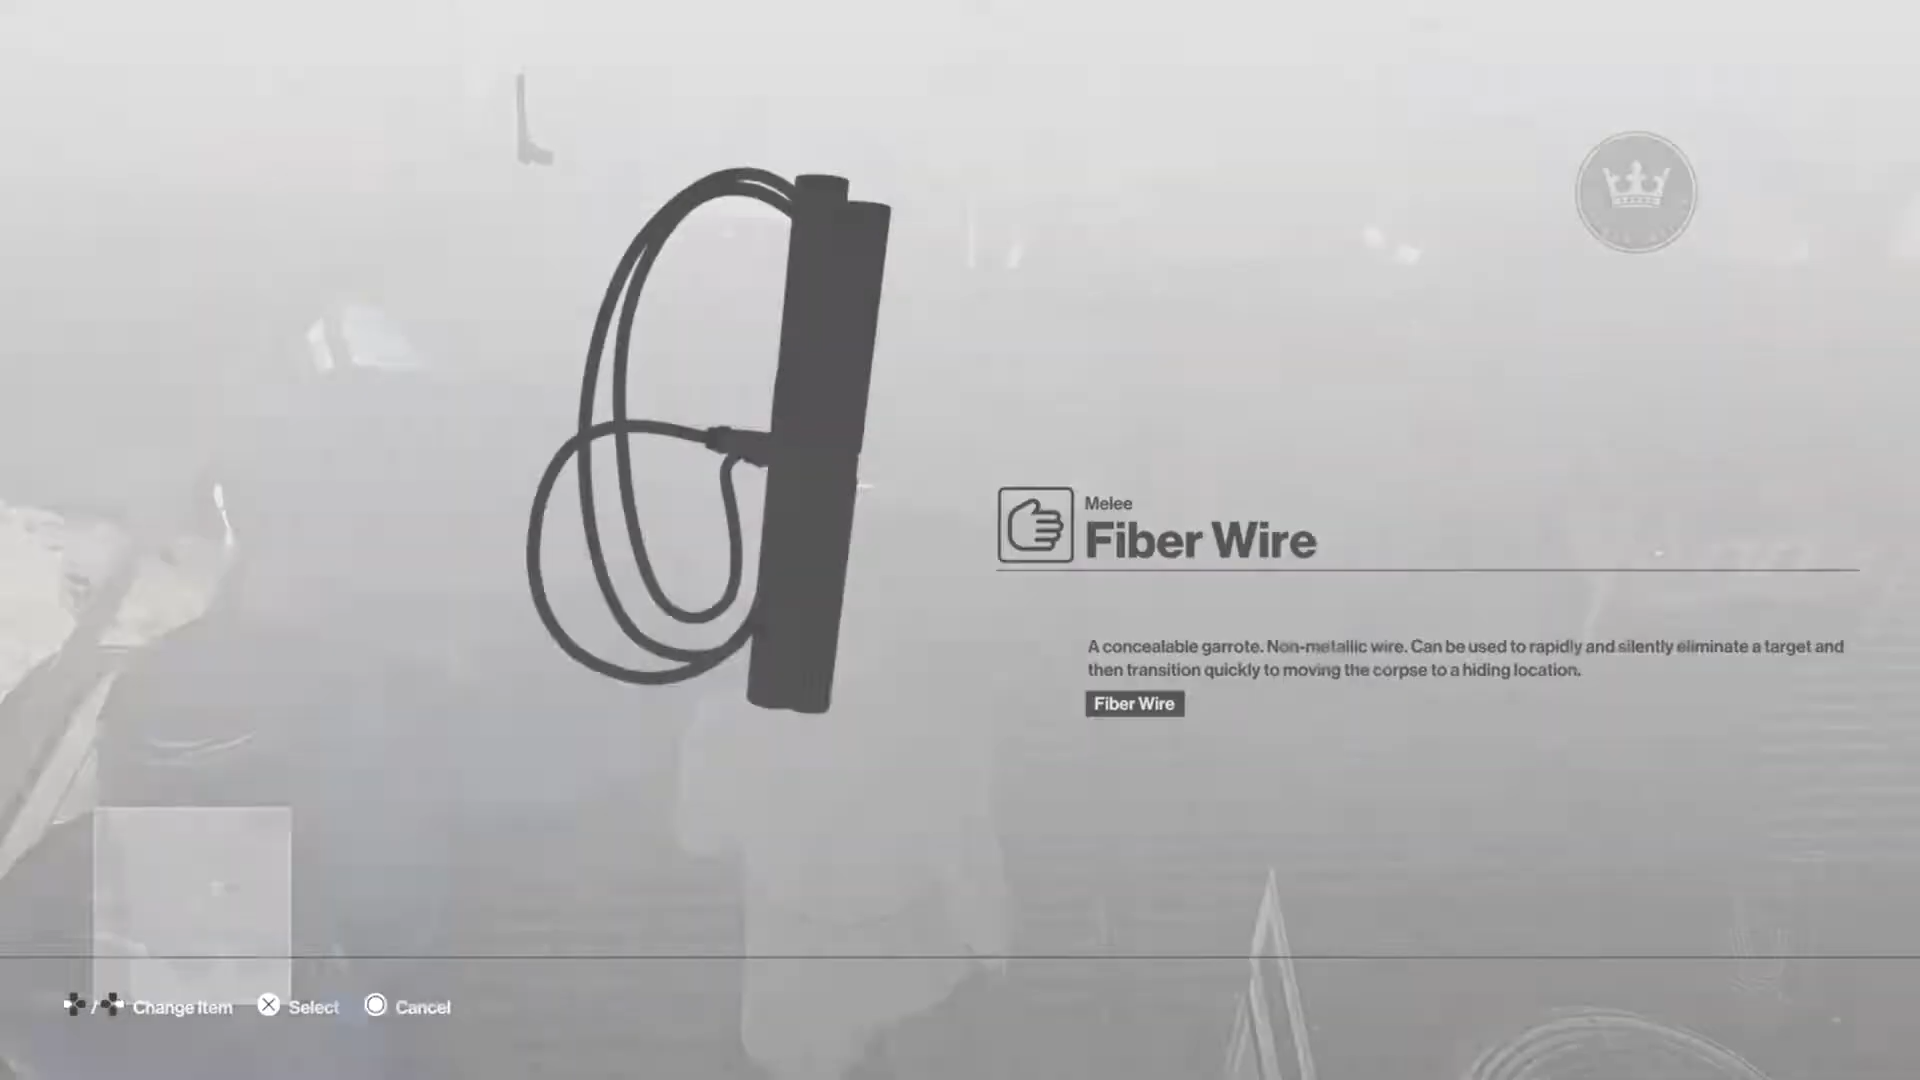 Melee
Fiber Wire
A concealable garrote. Non-metallic wire. Can be used to rapidly and silently eliminate a target and
then transition quickly to moving the corpse to a hiding location.
Fiber Wire
/ Change Item Select Cancel